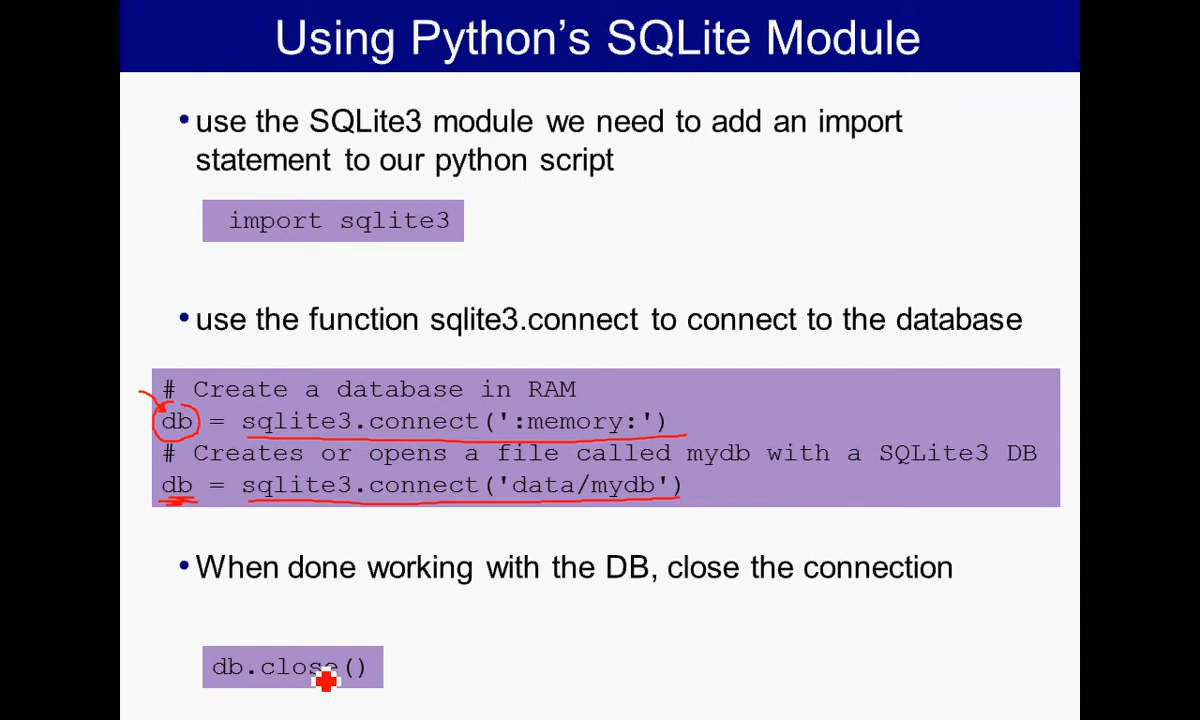 Using Python's SQLite Module
•use the SQLite3 module we need to add an import
statement to our python script
import sqlite3
•use the function sqlite3.connect to connect to the database
# Create a database in RAM
db = sqlite3.connect(':memory:')
# Creates or opens a file called mydb with a SQLite3 DB
db = sqlite3.connect('data/mydb')
•When done working with the DB, close the connection
db.close()